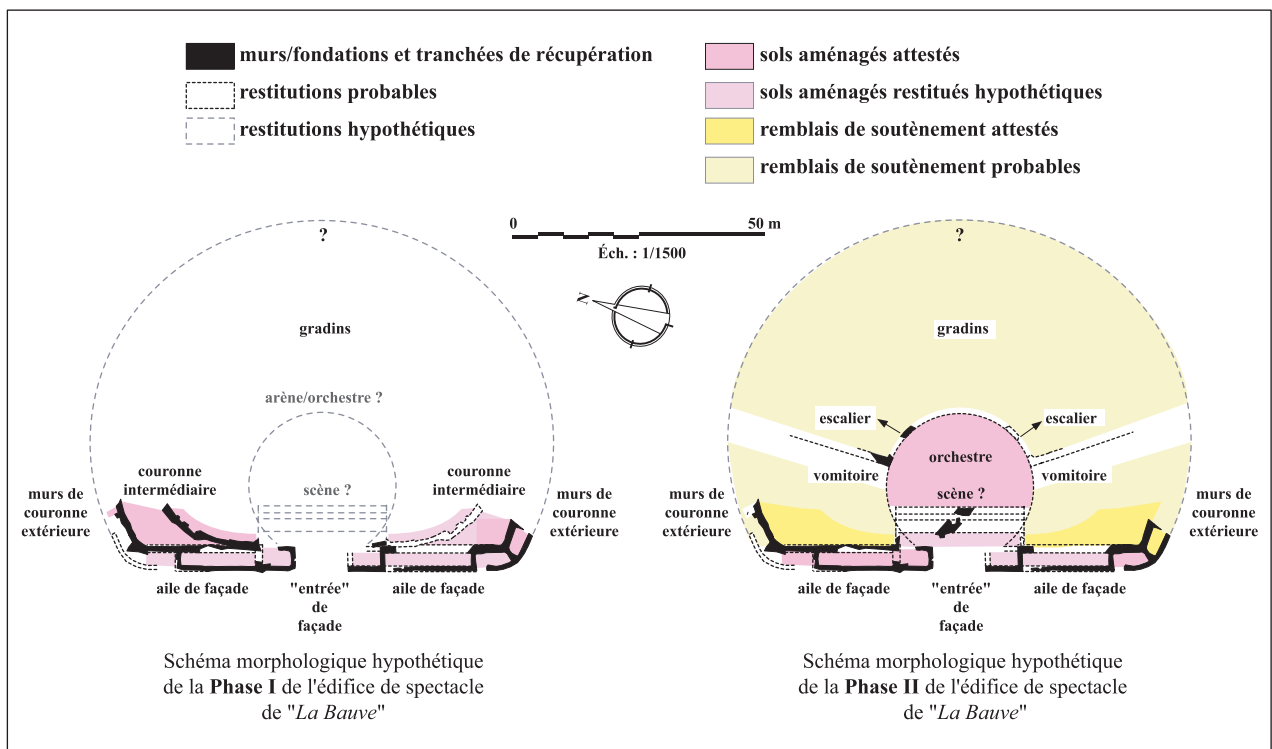 murs/fondations et tranchées de récupération
restitutions probables
restitutions hypothétiques
sols aménagés attestés
sols aménagés restitués hypothétiques
remblais de soutènement attestés
remblais de soutènement probables
0
50 m
Éch. : 1/1500
N
?
gradins
arène/orchestre ?
couronne
intermédiaire
scène ?
couronne
intermédiaire
murs de
couronne
extérieure
murs de
couronne
extérieure
aile de façade
"entrée"
de
façade
aile de façade
Schéma morphologique hypothétique
de la Phase I de l'édifice de spectacle
de "La Bauve"
?
gradins
escalier
escalier
orchestre
vomitoire
vomitoire
scène ?
murs de
couronne
extérieure
murs de
couronne
extérieure
aile de façade
"entrée"
de
façade
aile de façade
Schéma morphologique hypothétique
de la Phase II de l'édifice de spectacle
de "La Bauve"